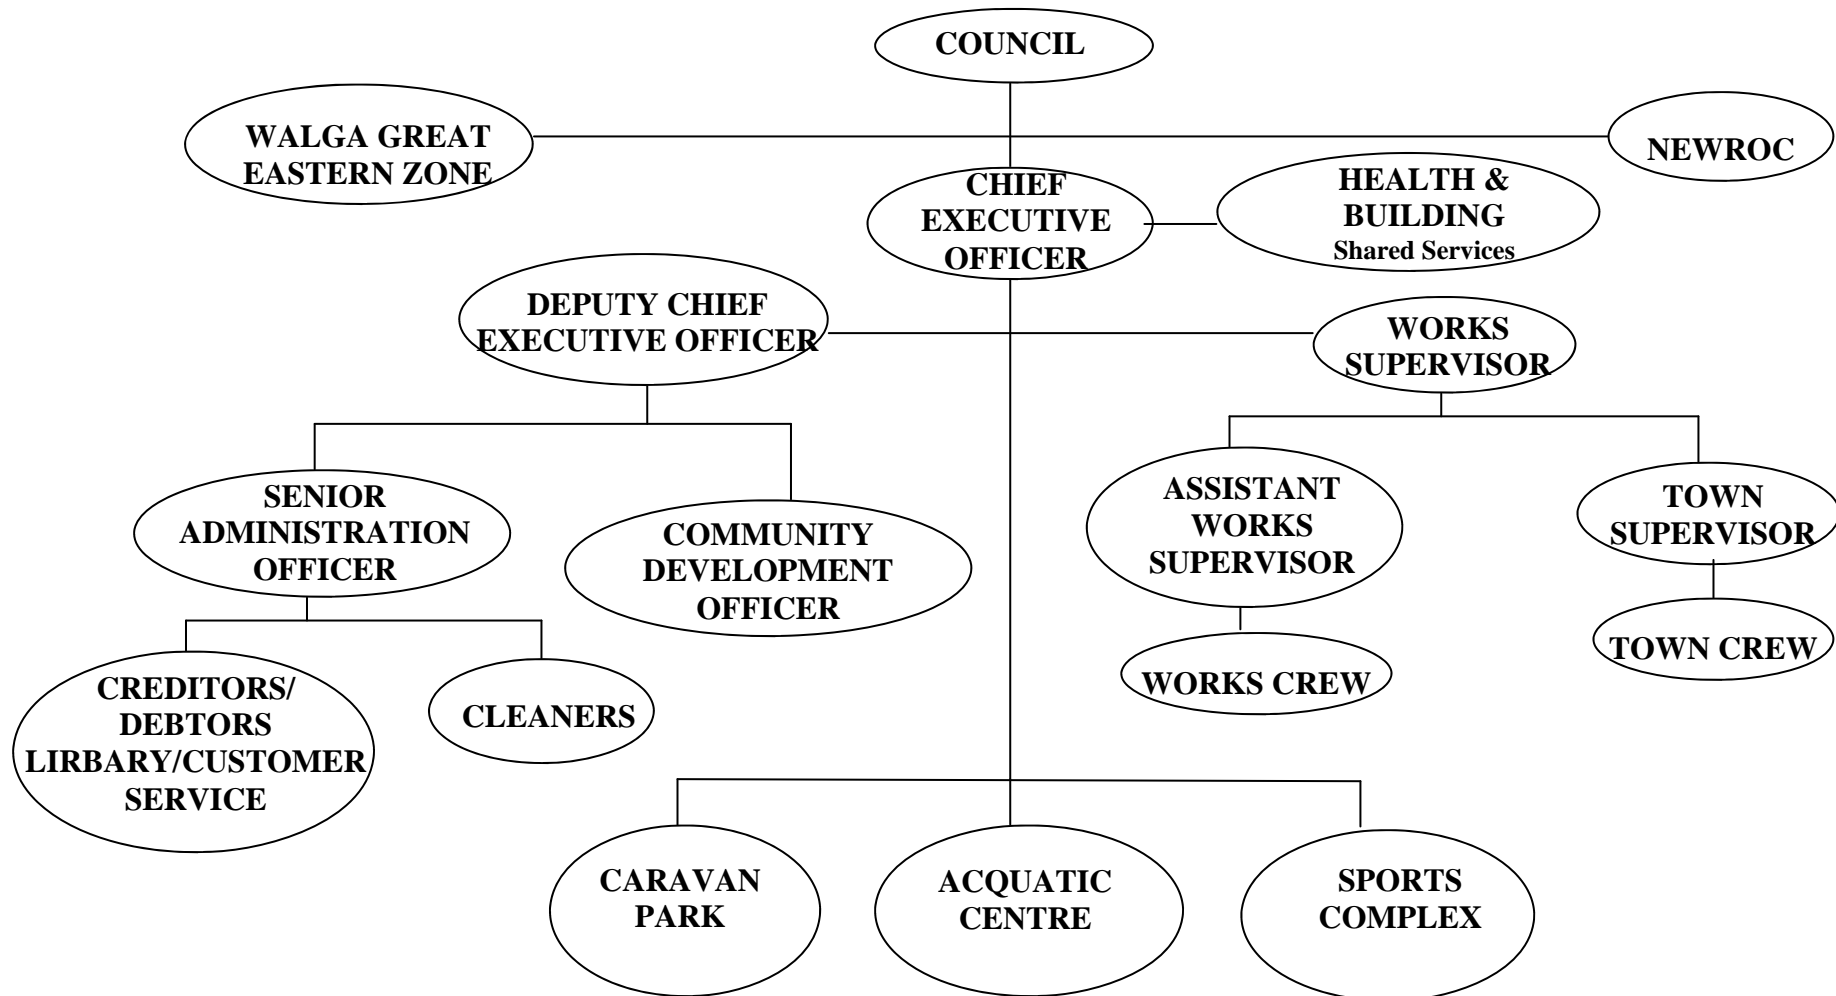 COUNCIL
WALGA GREAT
EASTERN ZONE
NEWROC
CHIEF
EXECUTIVE
OFFICER
HEALTH &
BUILDING
Shared Services
DEPUTY CHIEF
EXECUTIVE OFFICER
WORKS
SUPERVISOR
SENIOR
ADMINISTRATION
OFFICER
COMMUNITY
DEVELOPMENT
OFFICER
ASSISTANT
WORKS
SUPERVISOR
TOWN
SUPERVISOR
CREDITORS/
DEBTORS
LIRBARY/CUSTOMER
SERVICE
CLEANERS
WORKS CREW
TOWN CREW
CARAVAN
PARK
ACQUATIC
CENTRE
SPORTS
COMPLEX